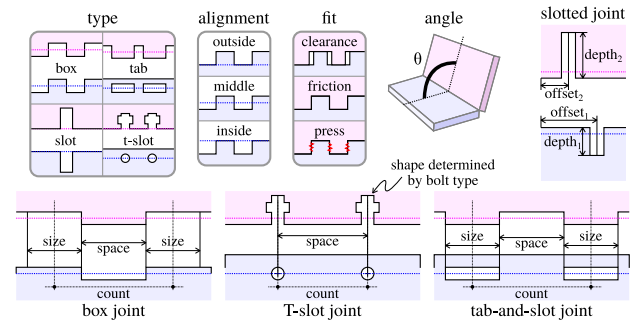 type
alignment
fit
angle
slotted joint
box
tab
slot
t-slot
outside
middle
inside
clearance
friction
press
θ
depth₂
offset₂
offset₁
depth₁
shape determined
by bolt type
size
space
size
count
box joint
space
count
T-slot joint
size
space
size
count
tab-and-slot joint